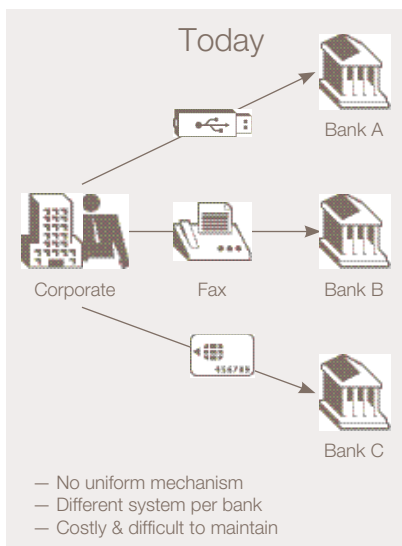 Today
Bank A
Corporate
Fax
Bank B
456789
Bank C
— No uniform mechanism
— Different system per bank
— Costly & difficult to maintain